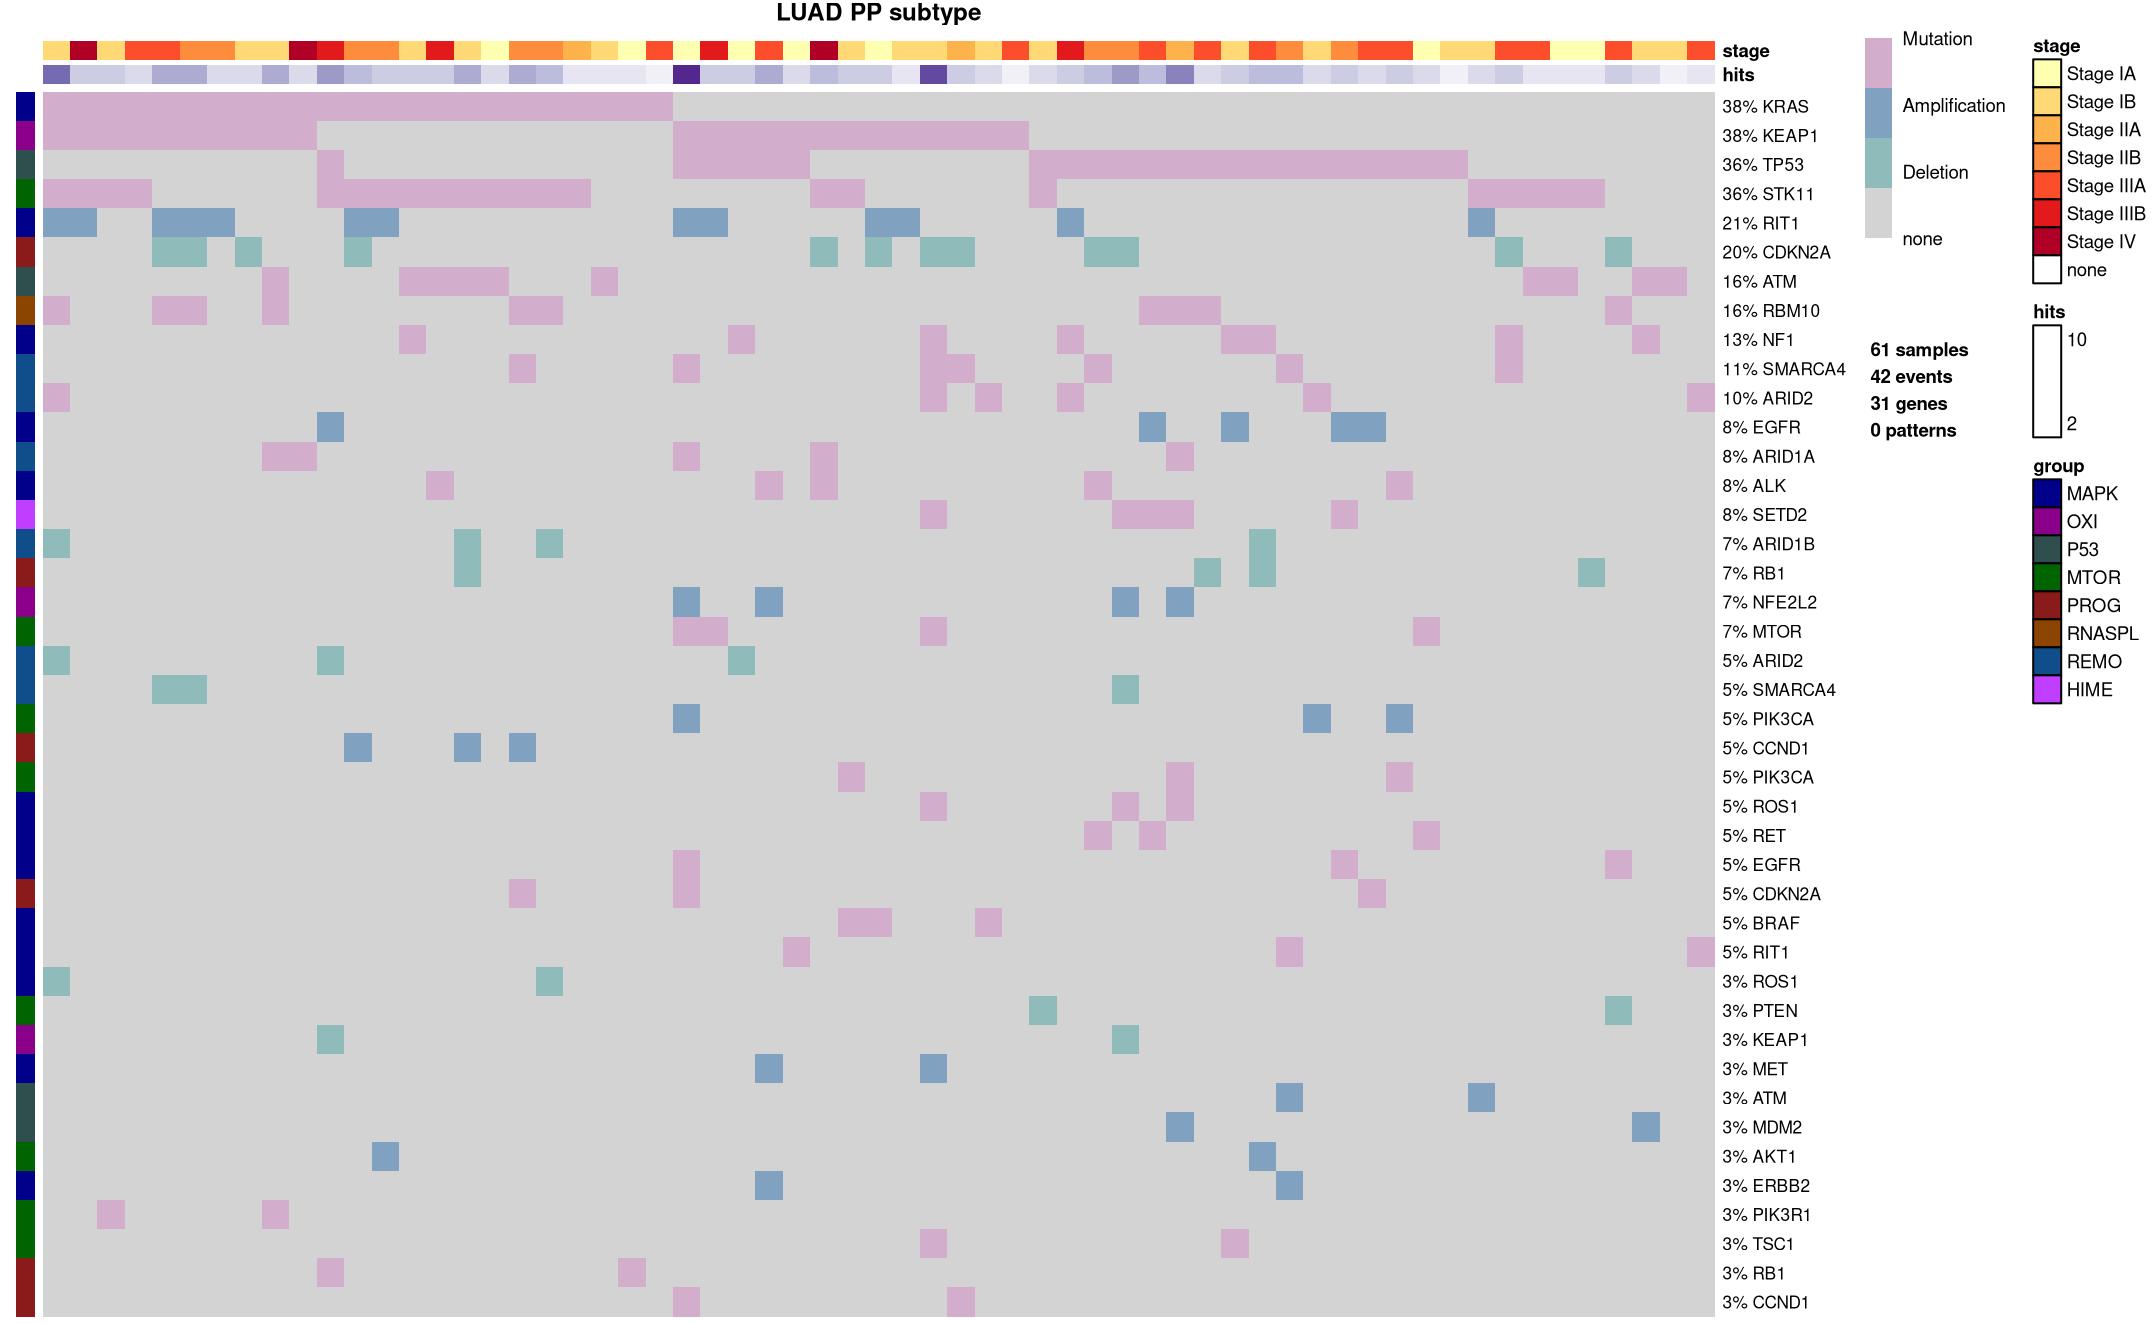 LUAD PP subtype
stage
hits
38% KRAS
38% KEAP1
36% TP53
36% STK11
21% RIT1
20% CDKN2A
16% ATM
16% RBM10
13% NF1
11% SMARCA4
10% ARID2
8% EGFR
8% ARID1A
8% ALK
8% SETD2
7% ARID1B
7% RB1
7% NFE2L2
7% MTOR
5% ARID2
5% SMARCA4
5% PIK3CA
5% CCND1
5% PIK3CA
5% ROS1
5% RET
5% EGFR
5% CDKN2A
5% BRAF
5% RIT1
3% ROS1
3% PTEN
3% KEAP1
3% MET
3% ATM
3% MDM2
3% AKT1
3% ERBB2
3% PIK3R1
3% TSC1
3% RB1
3% CCND1
Mutation
Amplification
Deletion
none
61 samples
42 events
31 genes
0 patterns
stage
Stage IA
Stage IB
Stage IIA
Stage IIB
Stage IIIA
Stage IIIB
Stage IV
none
hits
10
2
group
MAPK
OXI
P53
MTOR
PROG
RNASPL
REMO
HIME